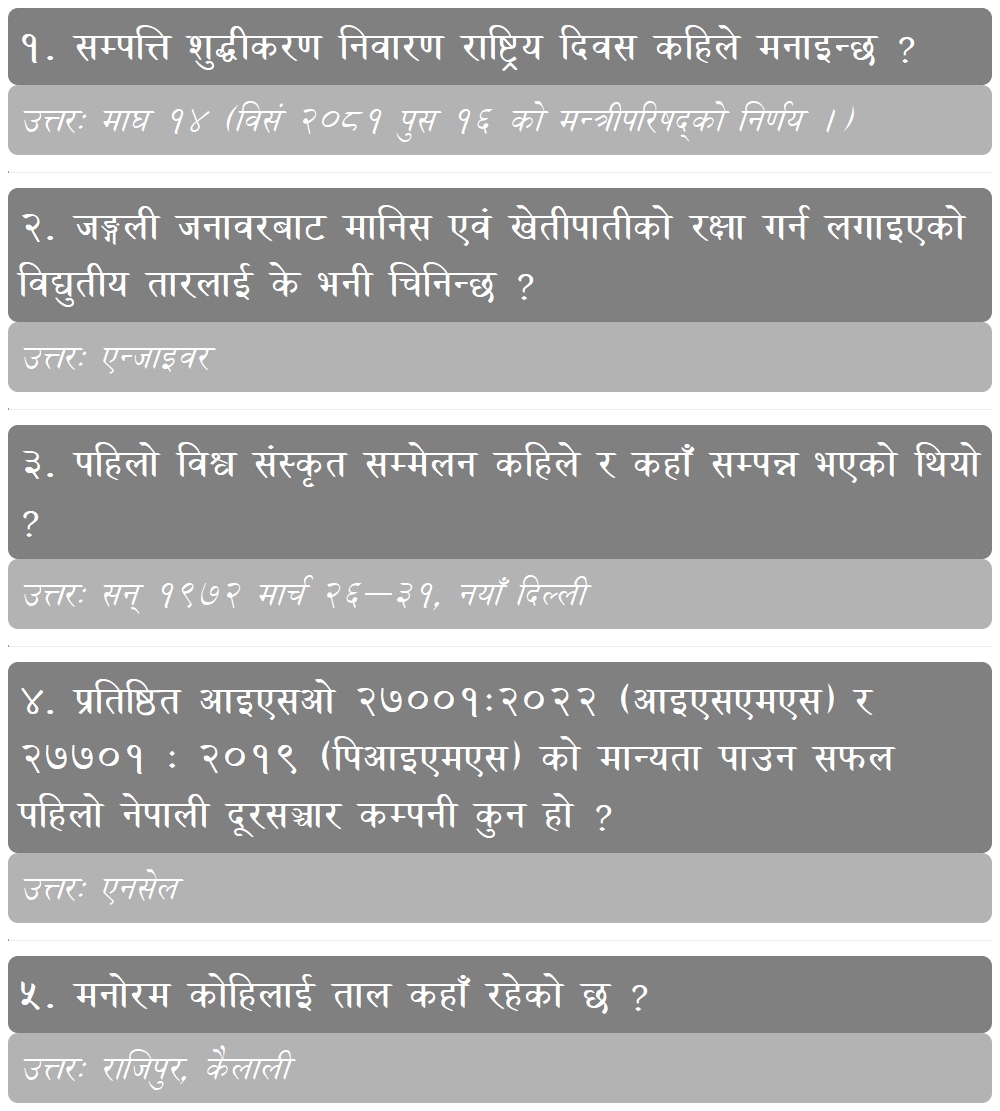 १. सम्पत्ति शुद्धीकरण निवारण राष्ट्रिय दिवस कहिले मनाइन्छ ?
उत्तरः माघ १४ (विसं २०८१ पुस १६ को मन्त्रीपरिषद्‌को निर्णय ।)
२. जङ्गली जनावरबाट मानिस एवं खेतीपातीको रक्षा गर्न लगाइएको
विद्युतीय तारलाई के भनी चिनिन्छ ?
उत्तरः एन्जाइवर
३. पहिलो विश्व संस्कृत सम्मेलन कहिले र कहाँ सम्पन्न भएको थियो
?
उत्तरः सन् १९७२ मार्च २६—३१, नयाँ दिल्ली
४. प्रतिष्ठित आइएसओ २७००१:२०२२ (आइएसएमएस) र
२७७०१ : २०१९ (पिआइएमएस) को मान्यता पाउन सफल
पहिलो नेपाली दूरसञ्चार कम्पनी कुन हो ?
उत्तरः एनसेल
५. मनोरम कोहिलाई ताल कहाँ रहेको छ ?
उत्तरः राजिपुर, कैलाली